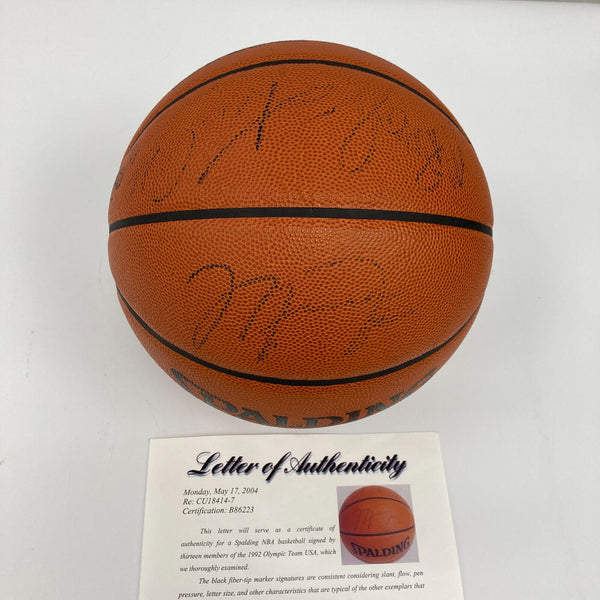 SPALDING
Letter of Authenticity
Monday, May 17, 2004
Re: CU18414-7
Certification: B86223
SPALDING
This letter will serve as a certificate of
authenticity for a Spalding NBA basketball signed by
thirteen members of the 1992 Olympic Team USA, which
we thoroughly examined.
The black fiber-tip marker signatures are consistent considering slant, flow, pen
pressure, letter size, and other characteristics that are typical of the other exemplars that